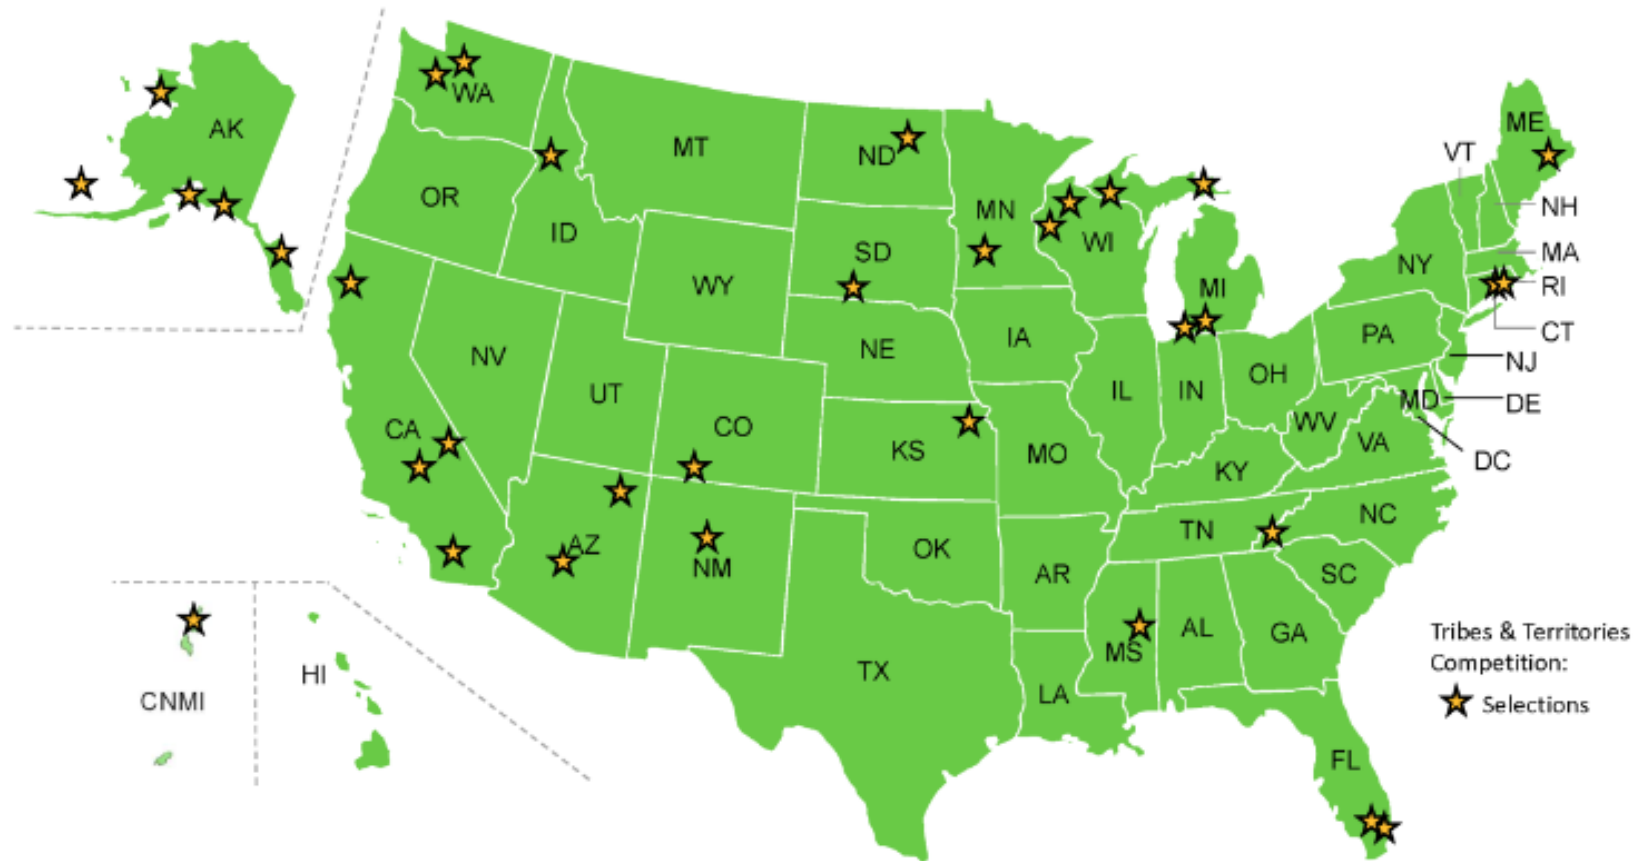 AK
WA
MT
ND
MN
ME
VT
OR
ID
SD
WI
NH
WY
MI
NY
MA
RI
CT
NV
NE
IA
PA
NJ
UT
CO
IL
IN
OH
MD
DE
CA
KS
MO
WV
VA
DC
KY
AZ
NM
OK
AR
TN
NC
SC
MS
AL
GA
TX
LA
FL
HI
CNMI
Tribes & Territories
Competition:
Selections